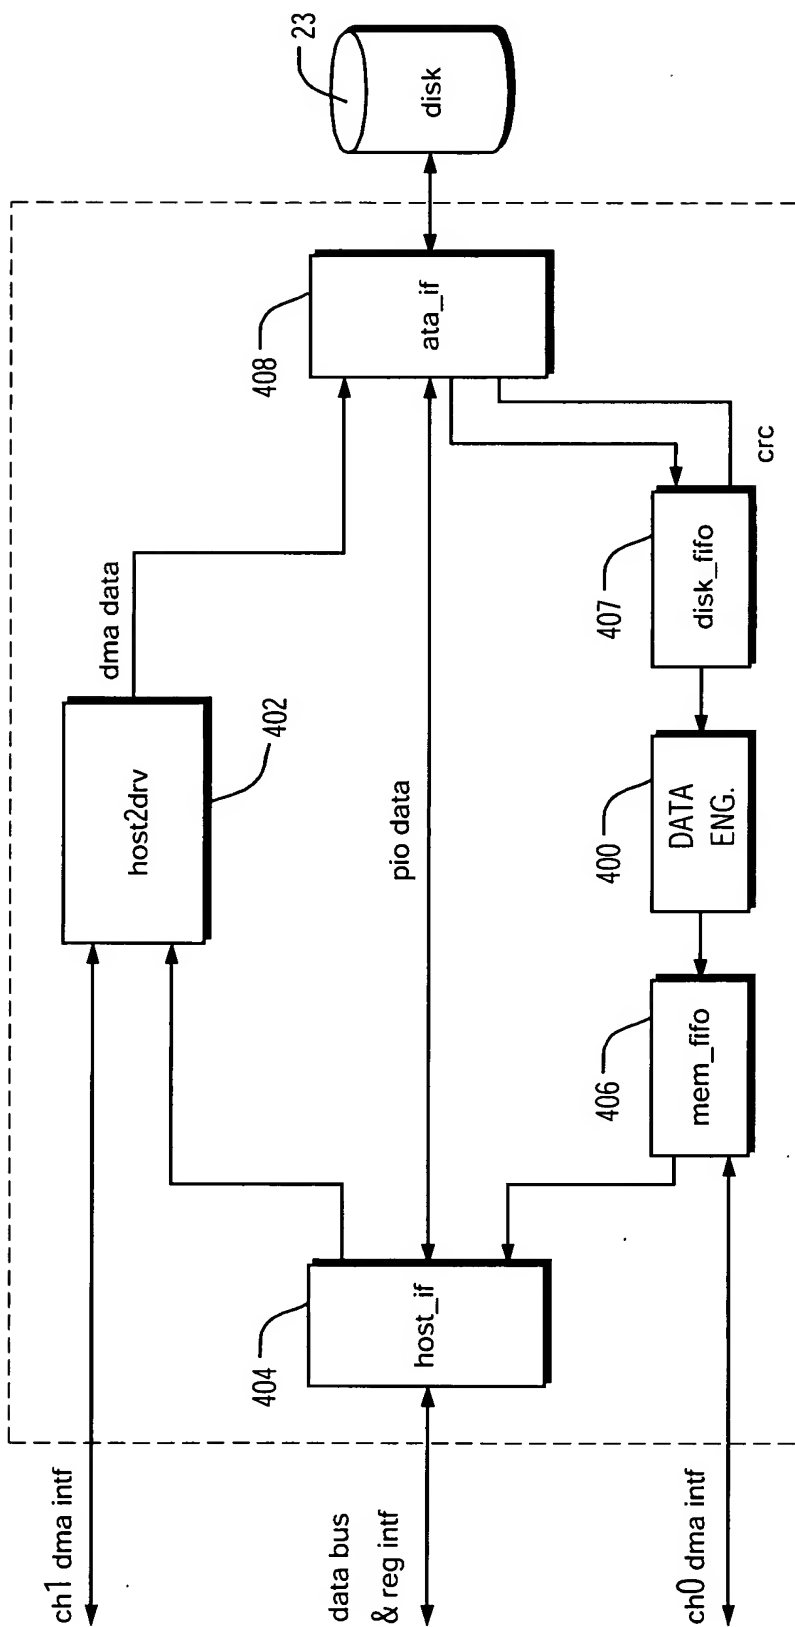 ch1 dma intf
data bus
& reg intf
ch0 dma intf
404
host_if
host2drv
402
dma data
pio data
406
mem_fifo
400
DATA
ENG.
407
disk_fifo
crc
408
ata_if
23
disk